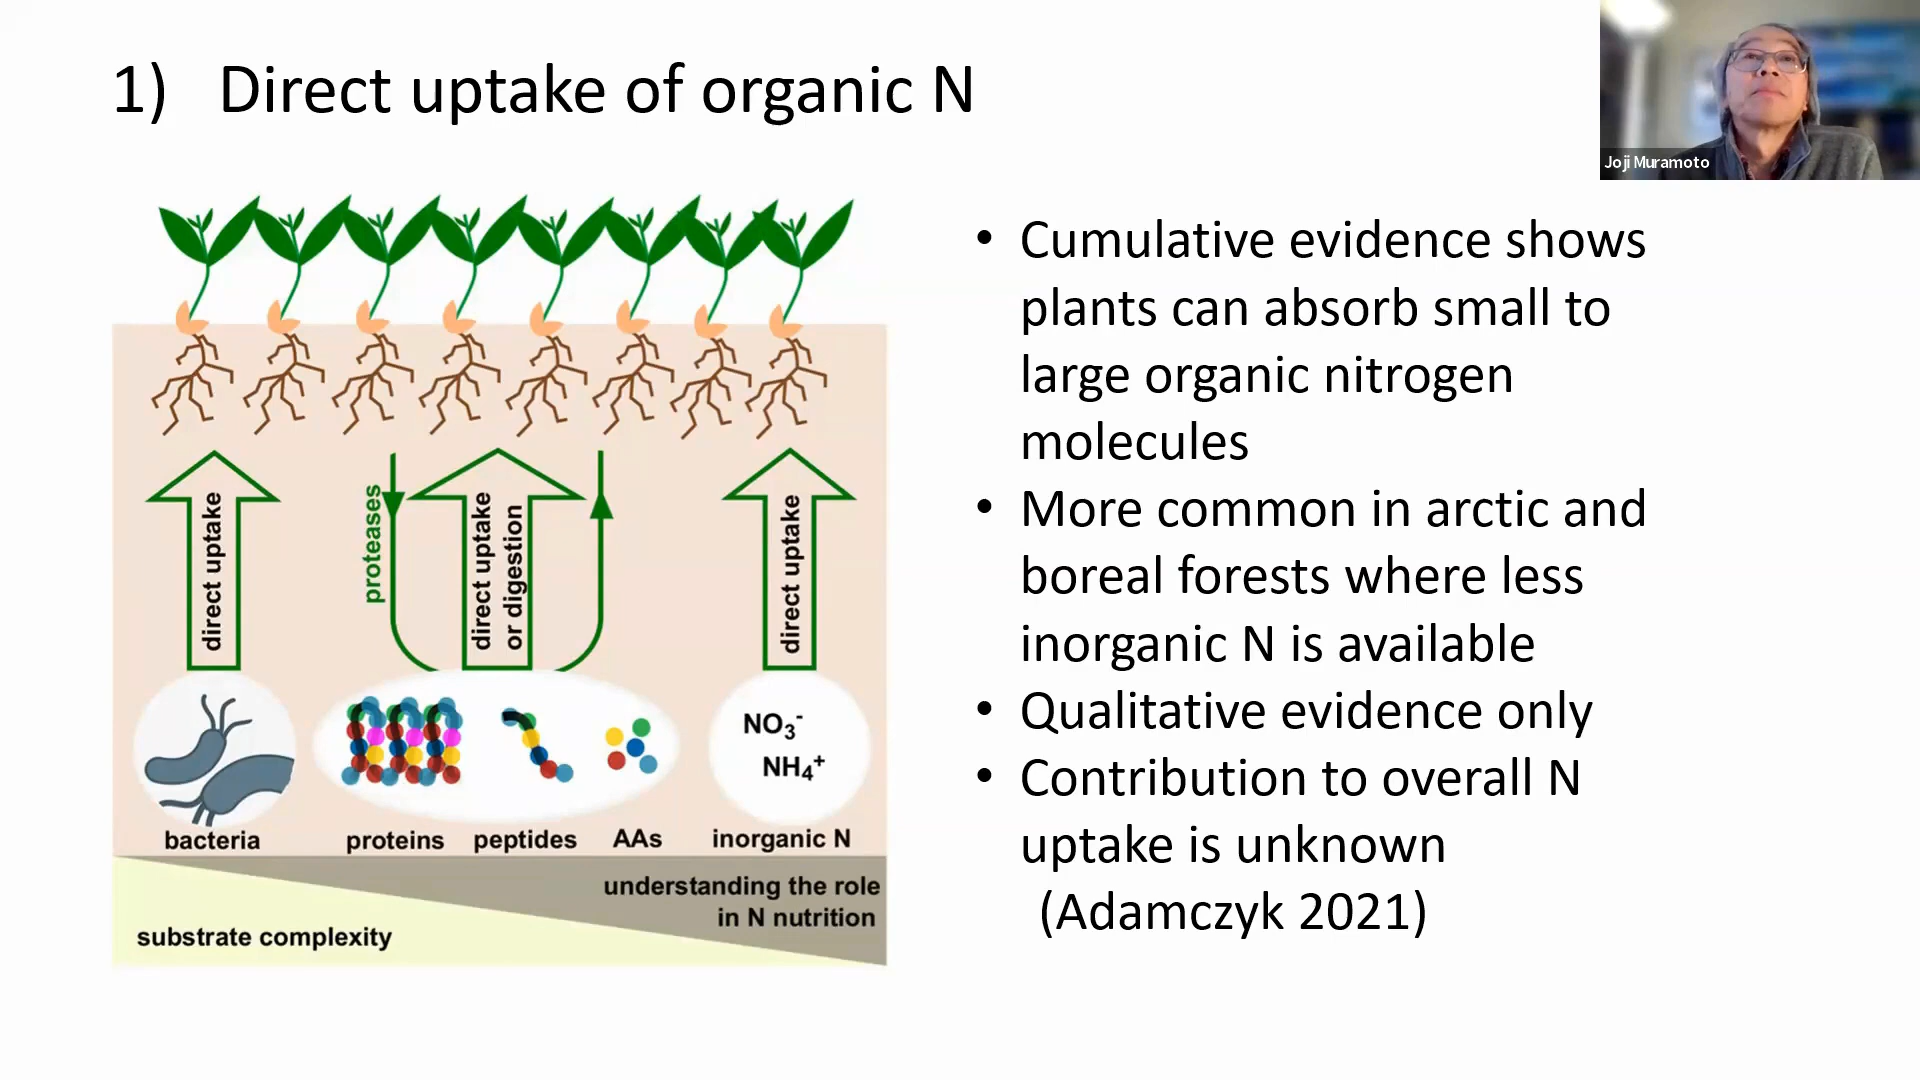 1) Direct uptake of organic N
Joji Muramoto
• Cumulative evidence shows
plants can absorb small to
large organic nitrogen
molecules
• More common in arctic and
boreal forests where less
inorganic N is available
• Qualitative evidence only
• Contribution to overall N
uptake is unknown
(Adamczyk 2021)
direct uptake
proteases
direct uptake
or digestion
direct uptake
NO₃⁻
NH₄⁺
bacteria proteins peptides AAs inorganic N
understanding the role
in N nutrition
substrate complexity